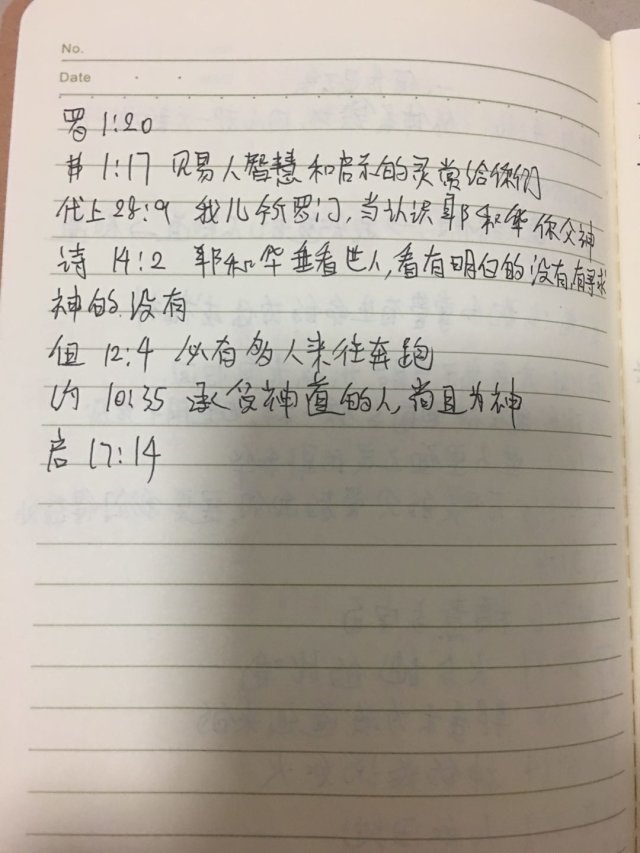 No.
Date
罗 1:20
弗 1:17 赐人智慧和启示的灵赏给你们
代上 28:9 我儿所罗门,当认识耶和华你父神
诗 14:2 耶和华垂看世人,看有明白的没有,有寻求
神的没有
但 12:4 必有多人来往奔跑
约 10:35 承受神道的人,尚且为神
启 17:14